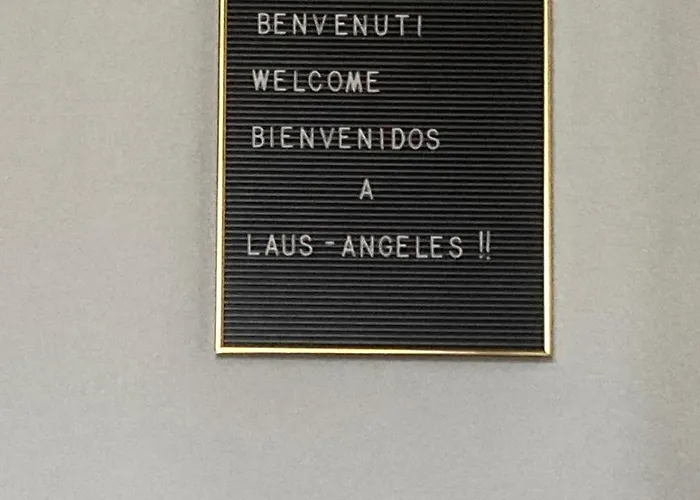 BENVENUTI
WELCOME
BIENVENIDOS
A
LAUS-ANGELES !!